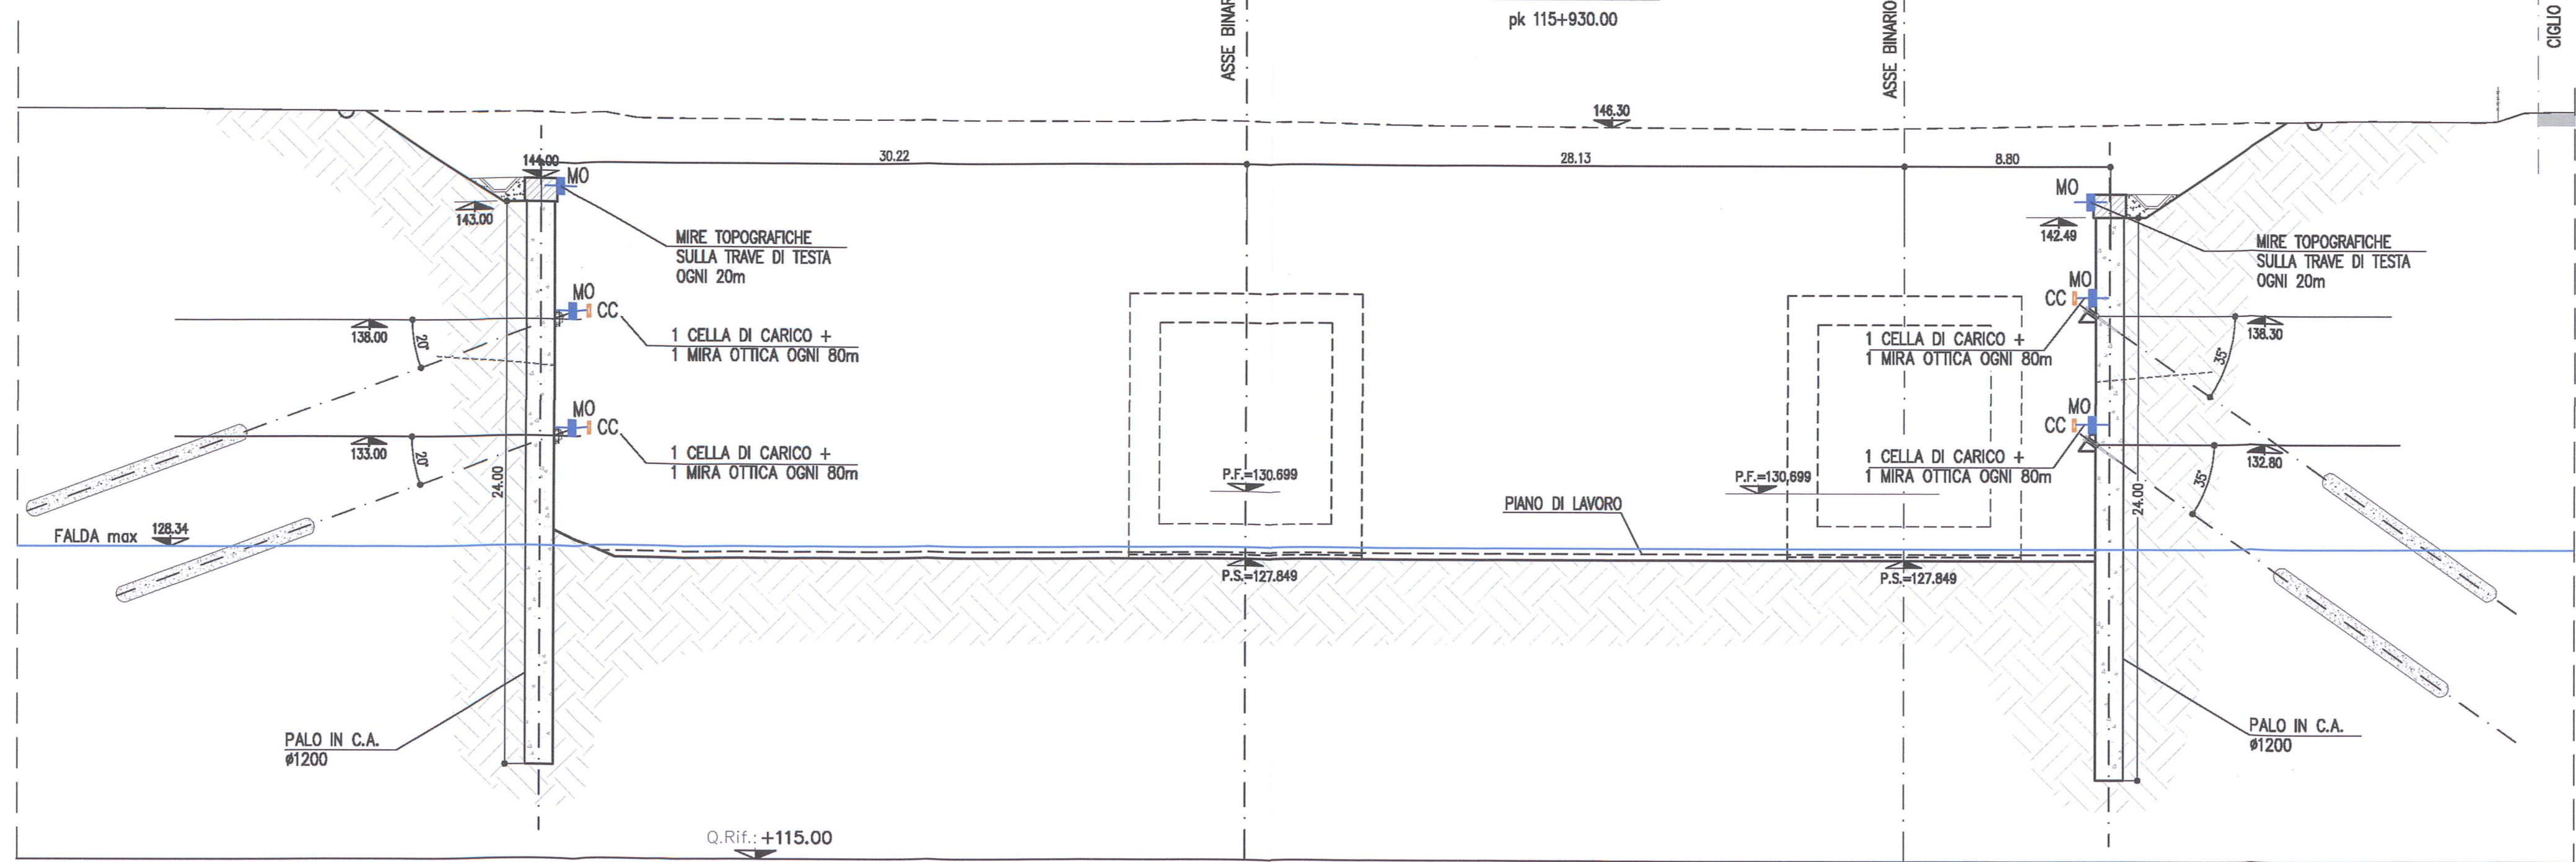 ASSE BINAR
pk 115+930.00
ASSE BINARIO
CIGLIO
146.30
144.00
30.22
28.13
8.80
MO
143.00
MIRE TOPOGRAFICHE
SULLA TRAVE DI TESTA
OGNI 20m
MO
142.49
MIRE TOPOGRAFICHE
SULLA TRAVE DI TESTA
OGNI 20m
MO
CC
138.00
20°
1 CELLA DI CARICO +
1 MIRA OTTICA OGNI 80m
MO
CC
1 CELLA DI CARICO +
1 MIRA OTTICA OGNI 80m
138.30
35°
MO
CC
133.00
20°
1 CELLA DI CARICO +
1 MIRA OTTICA OGNI 80m
MO
CC
1 CELLA DI CARICO +
1 MIRA OTTICA OGNI 80m
132.80
35°
24.00
P.F.=130.699
P.F.=130.699
24.00
PIANO DI LAVORO
FALDA max
128.34
P.S.=127.849
P.S.=127.849
PALO IN C.A.
ø1200
PALO IN C.A.
ø1200
Q.Rif.: +115.00